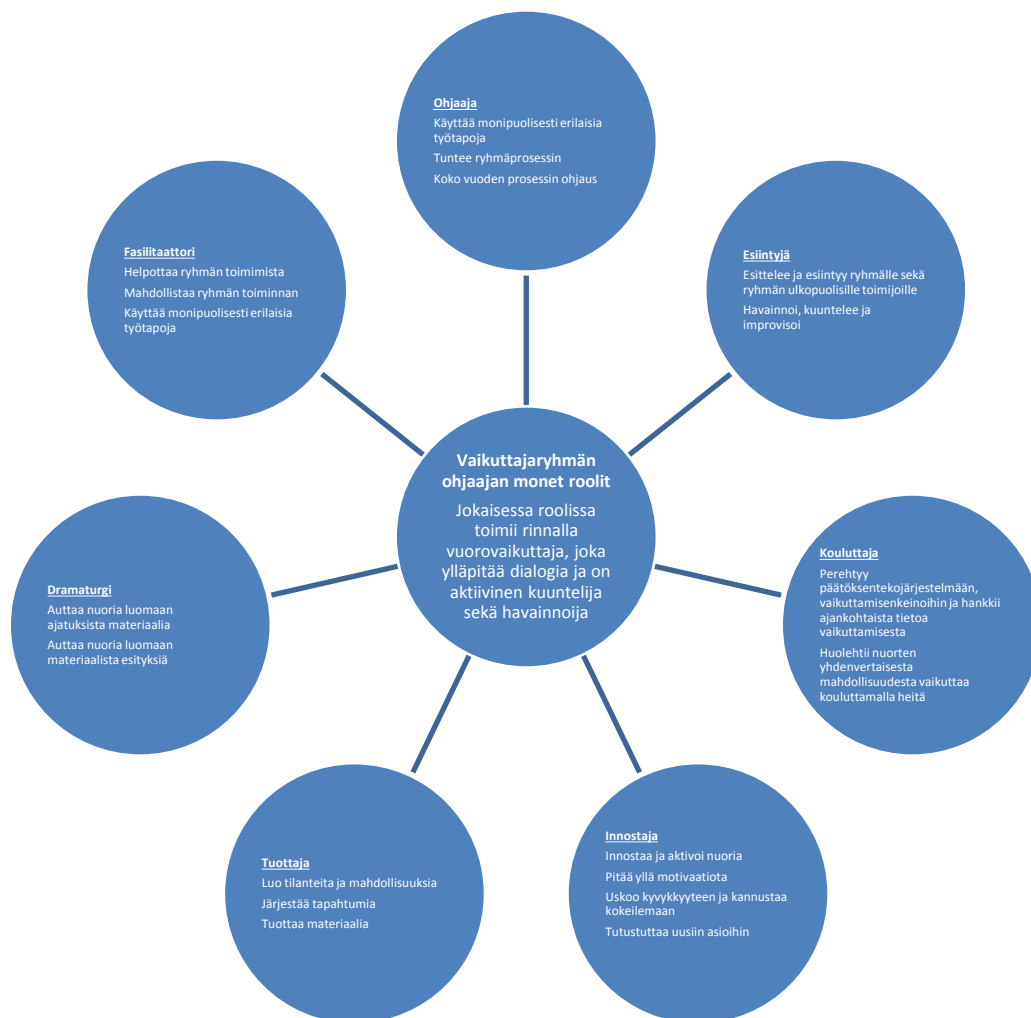 Ohjaaja
Käyttää monipuolisesti erilaisia
työtapoja
Tuntee ryhmäprosessin
Koko vuoden prosessin ohjaus
Fasilitaattori
Helpottaa ryhmän toimimista
Mahdollistaa ryhmän toiminnan
Käyttää monipuolisesti erilaisia
työtapoja
Esiintyjä
Esittelee ja esiintyy ryhmälle sekä
ryhmän ulkopuolisille toimijoille
Havainnoi, kuuntelee ja
improvisoi
Vaikuttajaryhmän
ohjaajan monet roolit
Jokaisessa roolissa
toimii rinnalla
vuorovaikuttaja, joka
ylläpitää dialogia ja on
aktiivinen kuuntelija
sekä havainnoija
Dramaturgi
Auttaa nuoria luomaan
ajatuksista materiaalia
Auttaa nuoria luomaan
materiaalista esityksiä
Kouluttaja
Perehtyy
päätöksentekojärjestelmään,
vaikuttamisenkeinoihin ja hankkii
ajankohtaista tietoa
vaikuttamisesta
Huolehtii nuorten
yhdenvertaisesta
mahdollisuudesta vaikuttaa
kouluttamalla heitä
Tuottaja
Luo tilanteita ja mahdollisuuksia
Järjestää tapahtumia
Tuottaa materiaalia
Innostaja
Innostaa ja aktivoi nuoria
Pitää yllä motivaatiota
Uskoo kyvykkyyteen ja kannustaa
kokeilemaan
Tutustuttaa uusiin asioihin